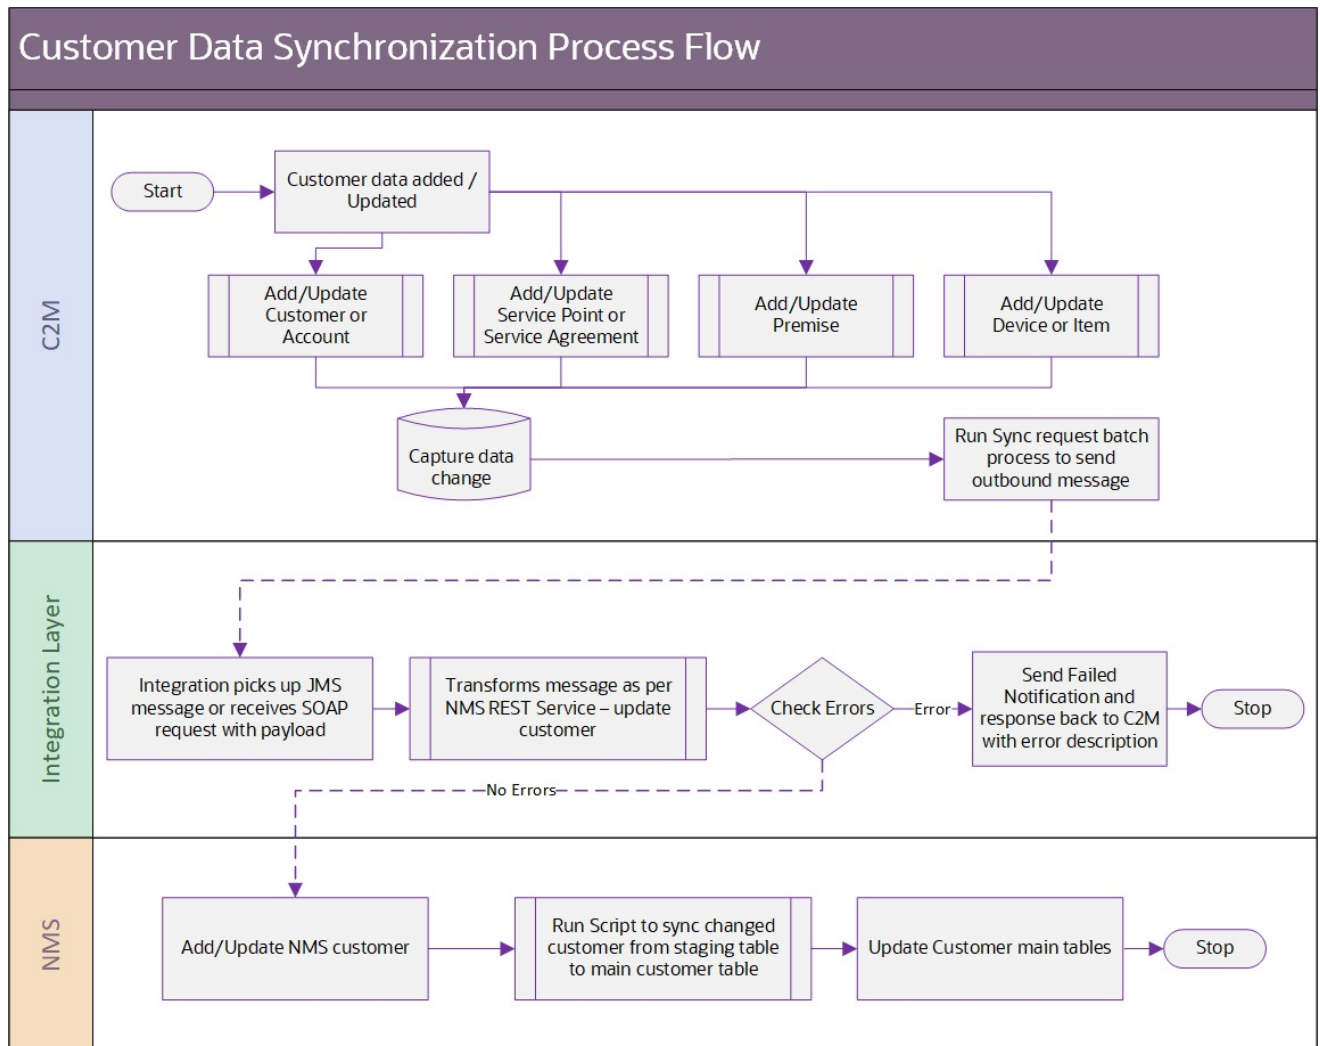 Customer Data Synchronization Process Flow
C2M
Start
Customer data added /
Updated
Add/Update
Customer or
Account
Add/Update
Service Point or
Service Agreement
Add/Update
Premise
Add/Update
Device or Item
Capture data
change
Run Sync request batch
process to send
outbound message
Integration Layer
Integration picks up JMS
message or receives SOAP
request with payload
Transforms message as per
NMS REST Service – update
customer
Check Errors
Error
Send Failed
Notification and
response back to C2M
with error description
Stop
No Errors
NMS
Add/Update NMS customer
Run Script to sync changed
customer from staging table
to main customer table
Update Customer main tables
Stop